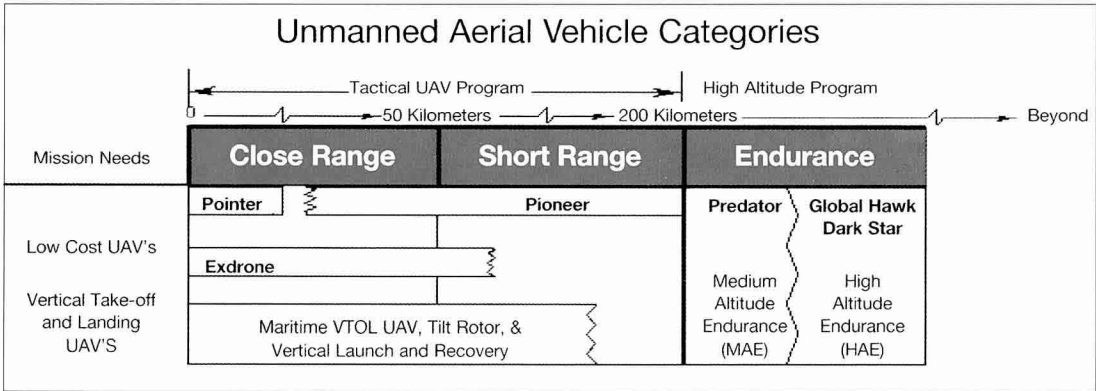 Unmanned Aerial Vehicle Categories
Tactical UAV Program High Altitude Program
0 50 Kilometers 200 Kilometers Beyond
Mission Needs Close Range Short Range Endurance
Pointer Pioneer Predator Global Hawk
Dark Star
Low Cost UAV's
Exdrone
Vertical Take-off
and Landing
UAV'S
Maritime VTOL UAV, Tilt Rotor, &
Vertical Launch and Recovery
Medium
Altitude
Endurance
(MAE)
High
Altitude
Endurance
(HAE)